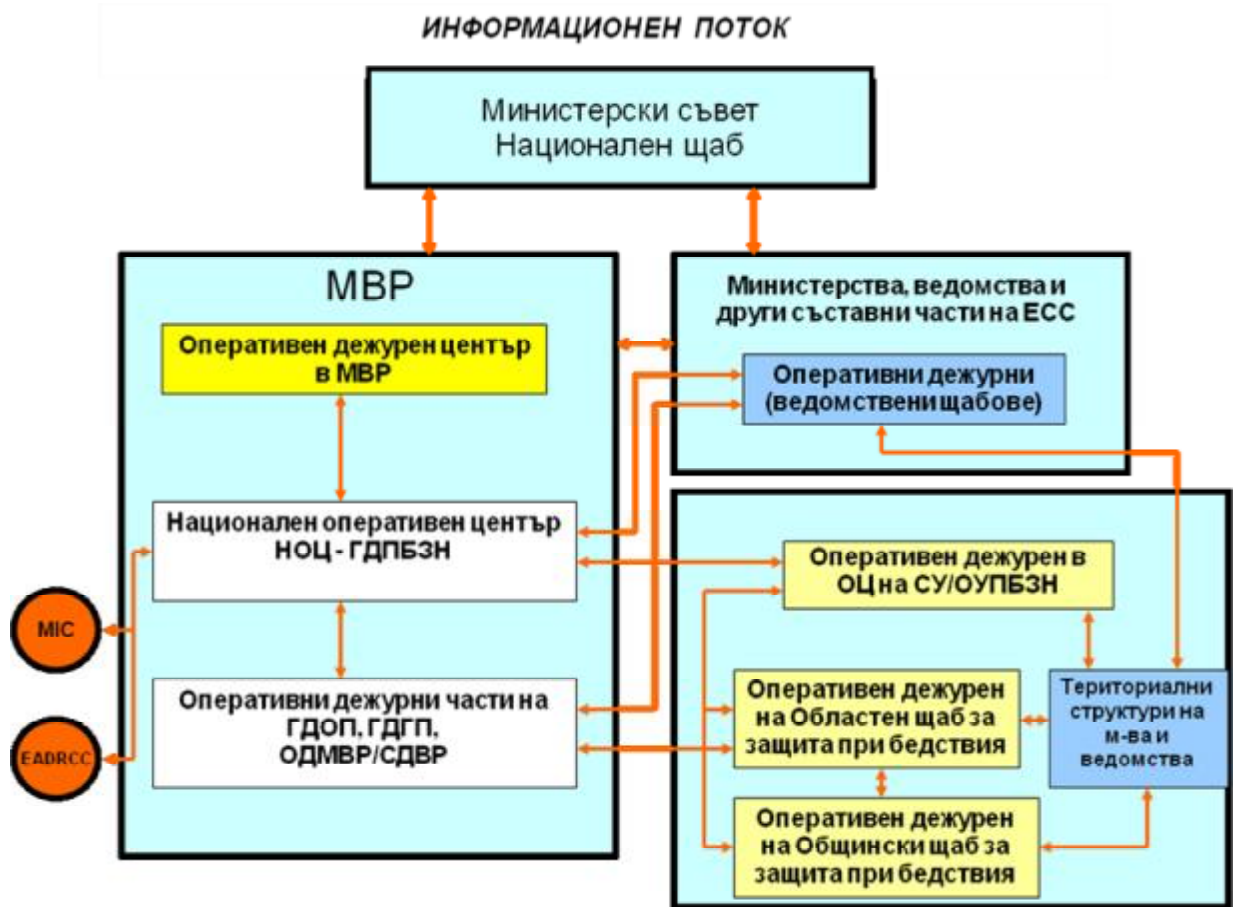 ИНФОРМАЦИОНЕН ПОТОК
Министерски съвет
Национален щаб
МВР
Оперативен дежурен център
в МВР
Национален оперативен център
НОЦ - ГДПБЗН
Оперативни дежурни части на
ГДОП, ГДГП,
ОДМВР/СДВР
MIC
EADRCC
Министерства, ведомства и
други съставни части на ЕСС
Оперативни дежурни
(ведомствени щабове)
Оперативен дежурен в
ОЦ на СУ/ОУПБЗН
Оперативен дежурен
на Областен щаб за
защита при бедствия
Териториални
структури на
м-ва и
ведомства
Оперативен дежурен
на Общински щаб за
защита при бедствия